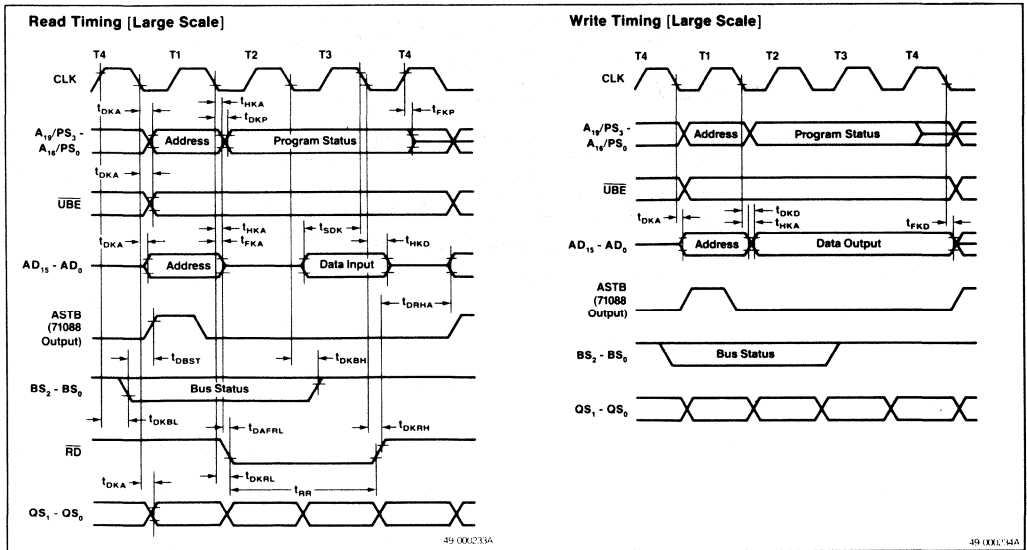 Read Timing [Large Scale]
T4 T1 T2 T3 T4
CLK
tDKA
tHKA
tDKP
tFKP
A19/PS3 -
A16/PS0
Address
Program Status
tDKA
UBE
tDKA
tHKA
tFKA
tSDK
tHKD
AD15 - AD0
Address
Data Input
tDRHA
ASTB
(71088
Output)
tDBST
tDKBH
BS2 - BS0
Bus Status
tDKBL
tDAFRL
tDKRH
RD
tDKA
tDKRL
tRR
QS1 - QS0
49-000233A
Write Timing [Large Scale]
T4 T1 T2 T3 T4
CLK
A19/PS3 -
A16/PS0
Address
Program Status
UBE
tDKA
tDKD
tHKA
tFKD
AD15 - AD0
Address
Data Output
ASTB
(71088
Output)
BS2 - BS0
Bus Status
QS1 - QS0
49-000234A